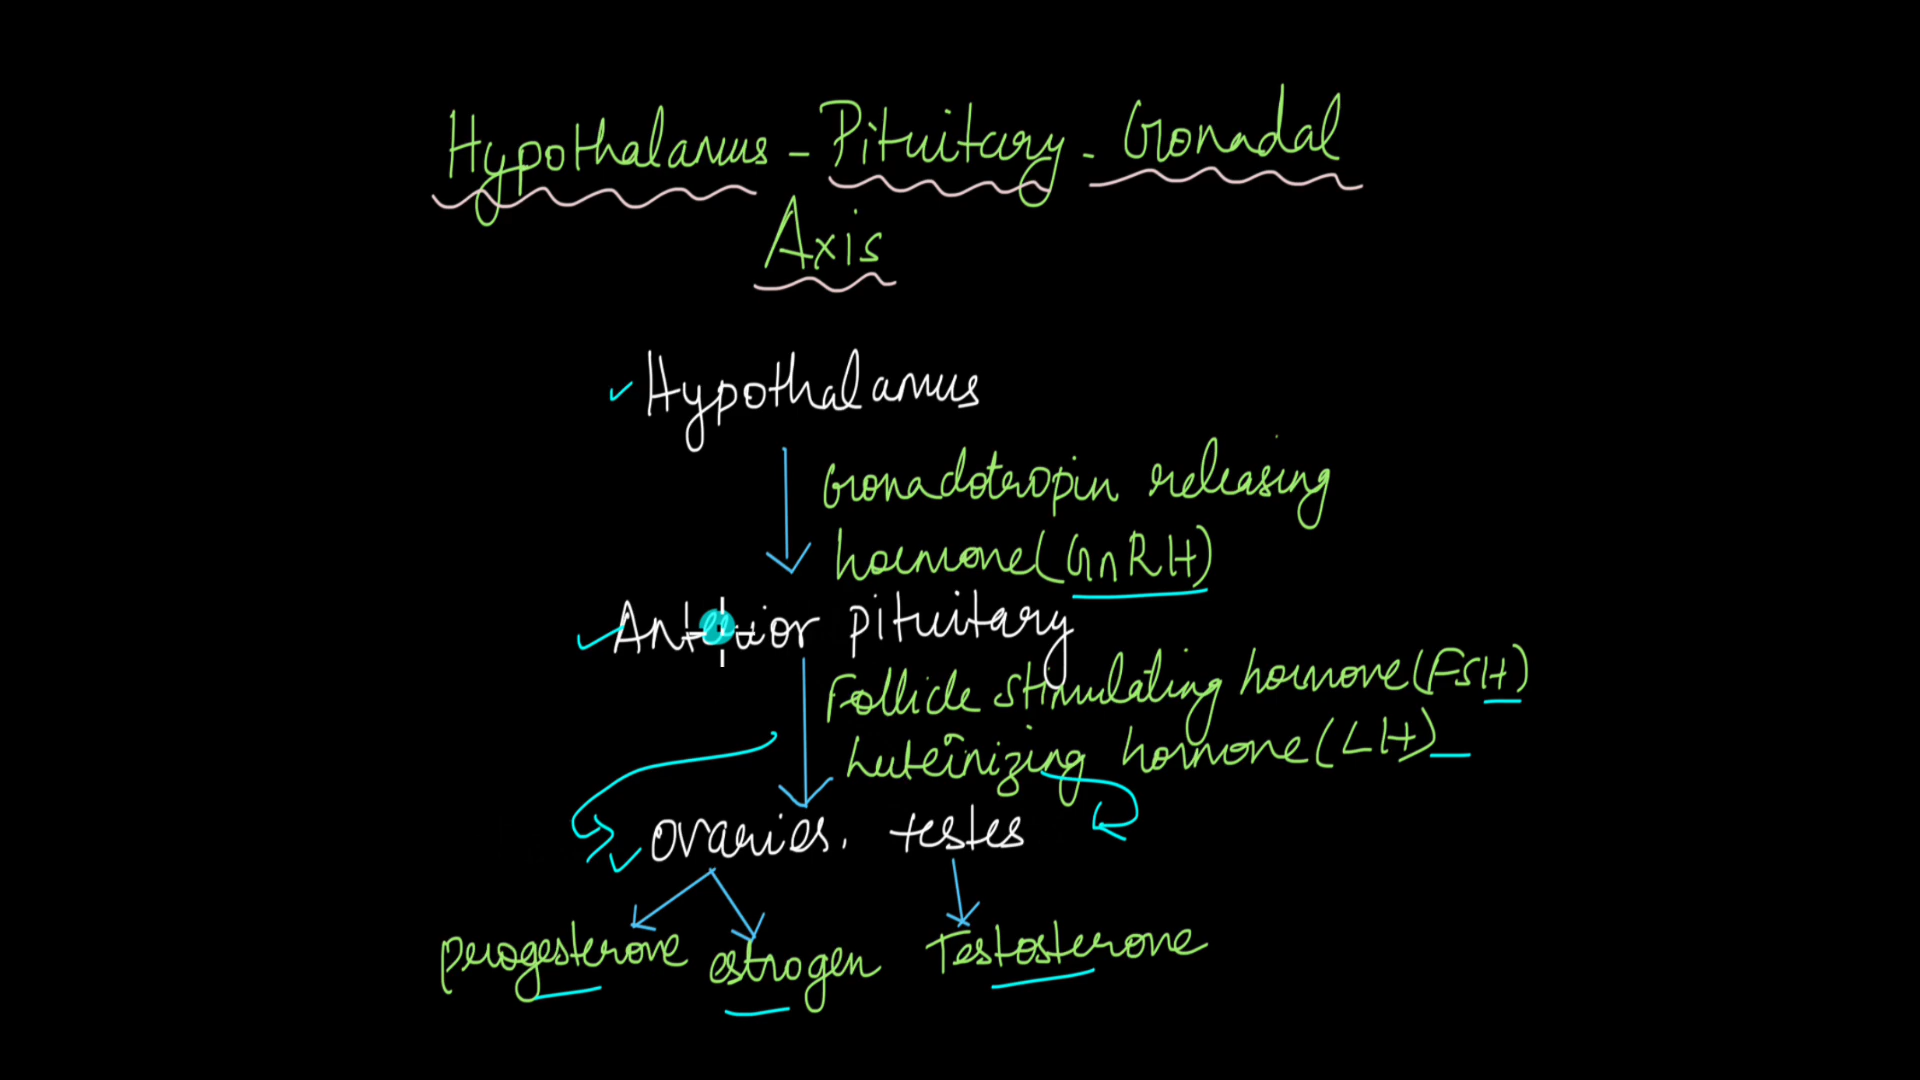 Hypothalamus - Pituitary - Gonadal
Axis
Hypothalamus
Gonadotropin releasing
hormone (GnRH)
Anterior pituitary
Follicle stimulating hormone (FSH)
Luteinizing hormone (LH)
ovaries. testes
progesterone estrogen Testosterone